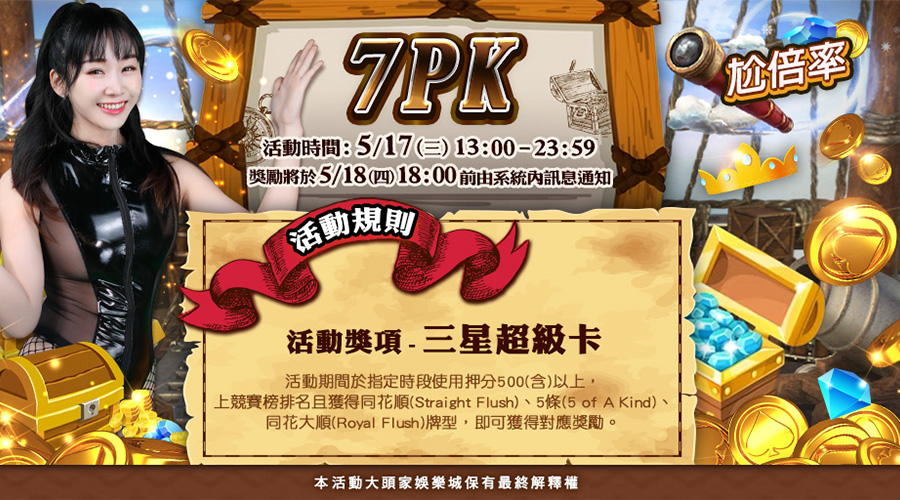 7PK
尬倍率
活動時間：5/17(三) 13:00－23:59
獎勵將於5/18(四)18:00前由系統內訊息通知
活動規則
活動獎項 - 三星超級卡
活動期間於指定時段使用押分500(含)以上，
上競賽榜排名且獲得同花順(Straight Flush)、5條(5 of A Kind)、
同花大順(Royal Flush)牌型，即可獲得對應獎勵。
本活動大頭家娛樂城保有最終解釋權